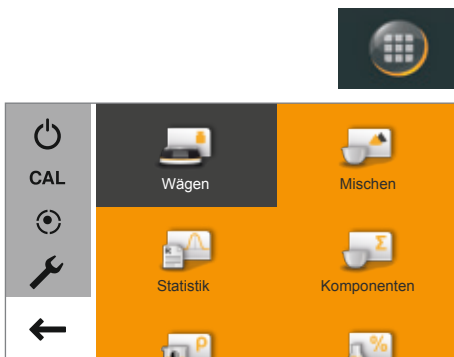 CAL
Wägen
Mischen
Statistik
Σ
Komponenten
ρ
%